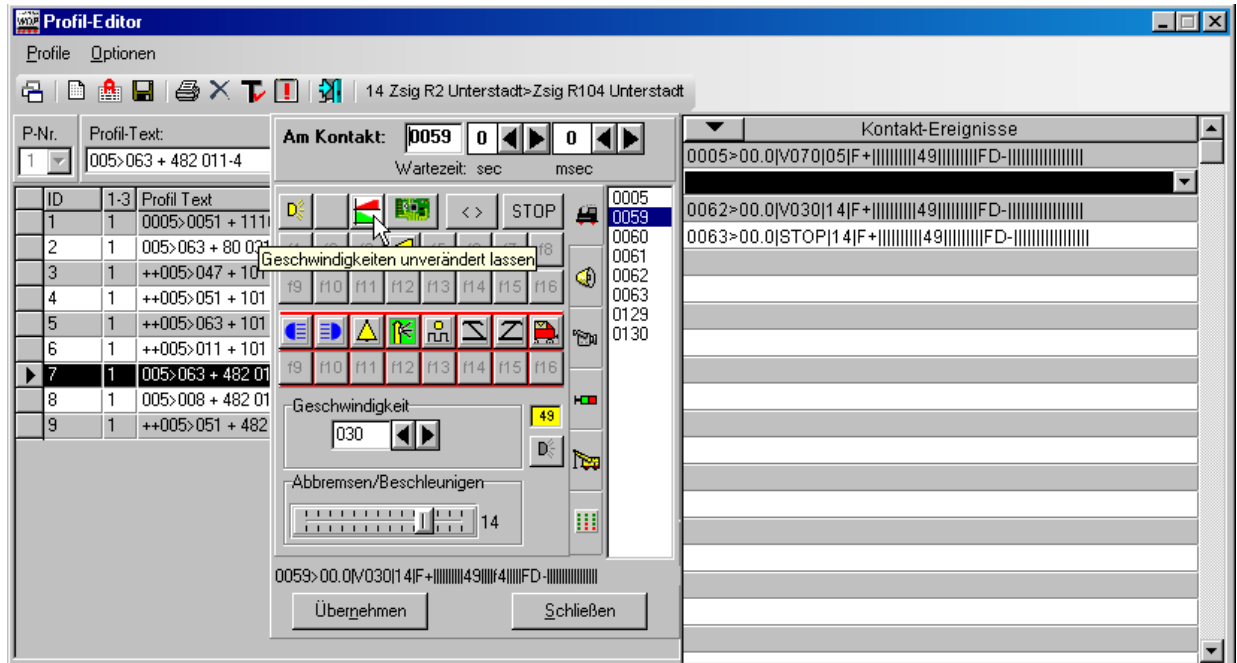 Profil-Editor
Profile Optionen
14 Zsig R2 Unterstadt>Zsig R104 Unterstadt
P-Nr. Profil-Text:
1 005>063 + 482 011-4
ID 1-3 Profil Text
1 1 0005>0051 + 111
2 1 005>063 + 80 0
3 1 ++005>047 + 101
4 1 ++005>051 + 101
5 1 ++005>063 + 101
6 1 ++005>011 + 101
7 1 005>063 + 482 01
8 1 005>008 + 482 01
9 1 ++005>051 + 482
Am Kontakt: 0059 0 0
Wartezeit: sec msec
< > STOP
Geschwindigkeiten unverändert lassen
f8
f9 f10 f11 f12 f13 f14 f15 f16
f9 f10 f11 f12 f13 f14 f15 f16
Geschwindigkeit
030
49
Abbremsen/Beschleunigen
14
0005
0059
0060
0061
0062
0063
0129
0130
0059>00.0|V030|14|F+|||||||||49|||||f4|||||FD-||||||||||||||||
Übernehmen Schließen
Kontakt-Ereignisse
0005>00.0|V070|05|F+||||||||||49|||||||||FD-||||||||||||||||
0062>00.0|V030|14|F+||||||||||49|||||||||FD-||||||||||||||||
0063>00.0|STOP|14|F+||||||||||49|||||||||FD-||||||||||||||||